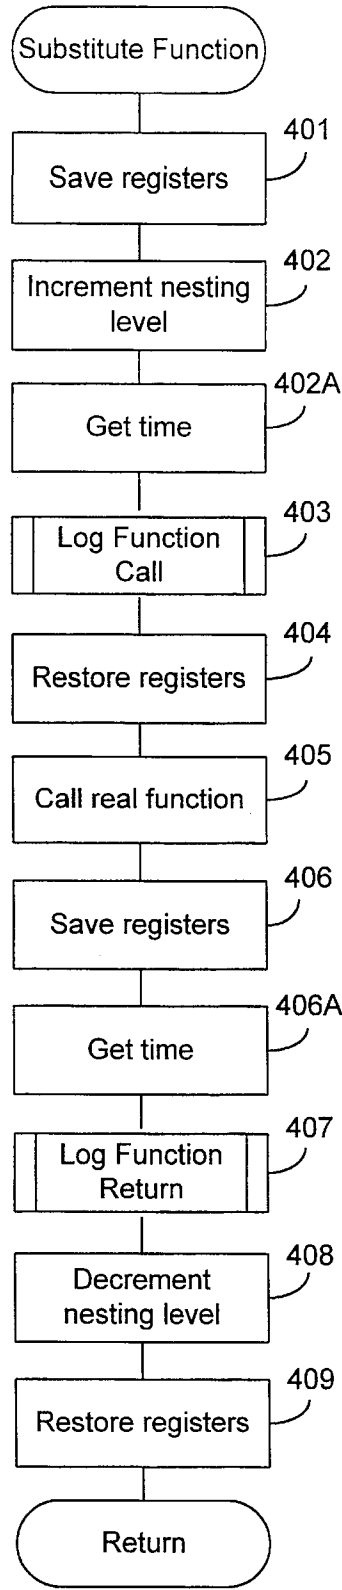 Substitute Function
401
Save registers
402
Increment nesting
level
402A
Get time
403
Log Function
Call
404
Restore registers
405
Call real function
406
Save registers
406A
Get time
407
Log Function
Return
408
Decrement
nesting level
409
Restore registers
Return